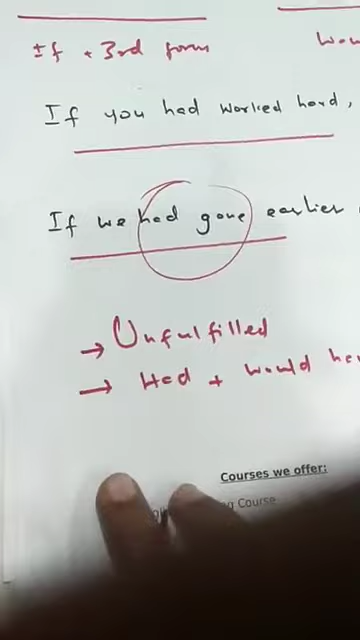 If + 3rd form
If you had worked hard,
If we had gone earlier
→ Unfulfilled
→ Had + would
Courses we offer:
Course